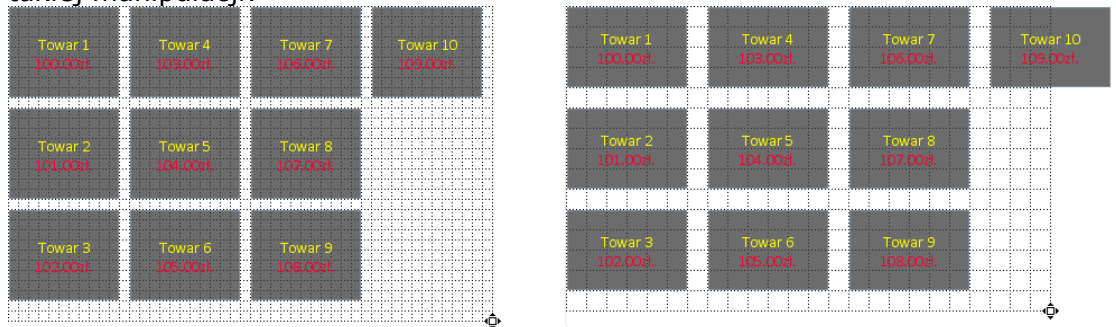 takiej manipulacji.
Towar 1
100.00zł.
Towar 4
103.00zł.
Towar 7
106.00zł.
Towar 10
109.00zł.
Towar 2
101.00zł.
Towar 5
104.00zł.
Towar 8
107.00zł.
Towar 3
102.00zł.
Towar 6
105.00zł.
Towar 9
108.00zł.
Towar 1
100.00zł.
Towar 4
103.00zł.
Towar 7
106.00zł.
Towar 10
109.00zł.
Towar 2
101.00zł.
Towar 5
104.00zł.
Towar 8
107.00zł.
Towar 3
102.00zł.
Towar 6
105.00zł.
Towar 9
108.00zł.